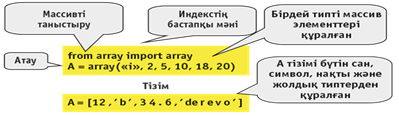 Массивті
таныстыру
Индекстің
бастапқы мәні
Бірдей типті массив
элементтері
құралған
Атау
from array import array
A = array(«i», 2, 5, 10, 18, 20)
Тізім
A = [12,'b',34.6,'derevo']
А тізімі бүтін сан,
символ, нақты және
жолдық типтерден
құралған